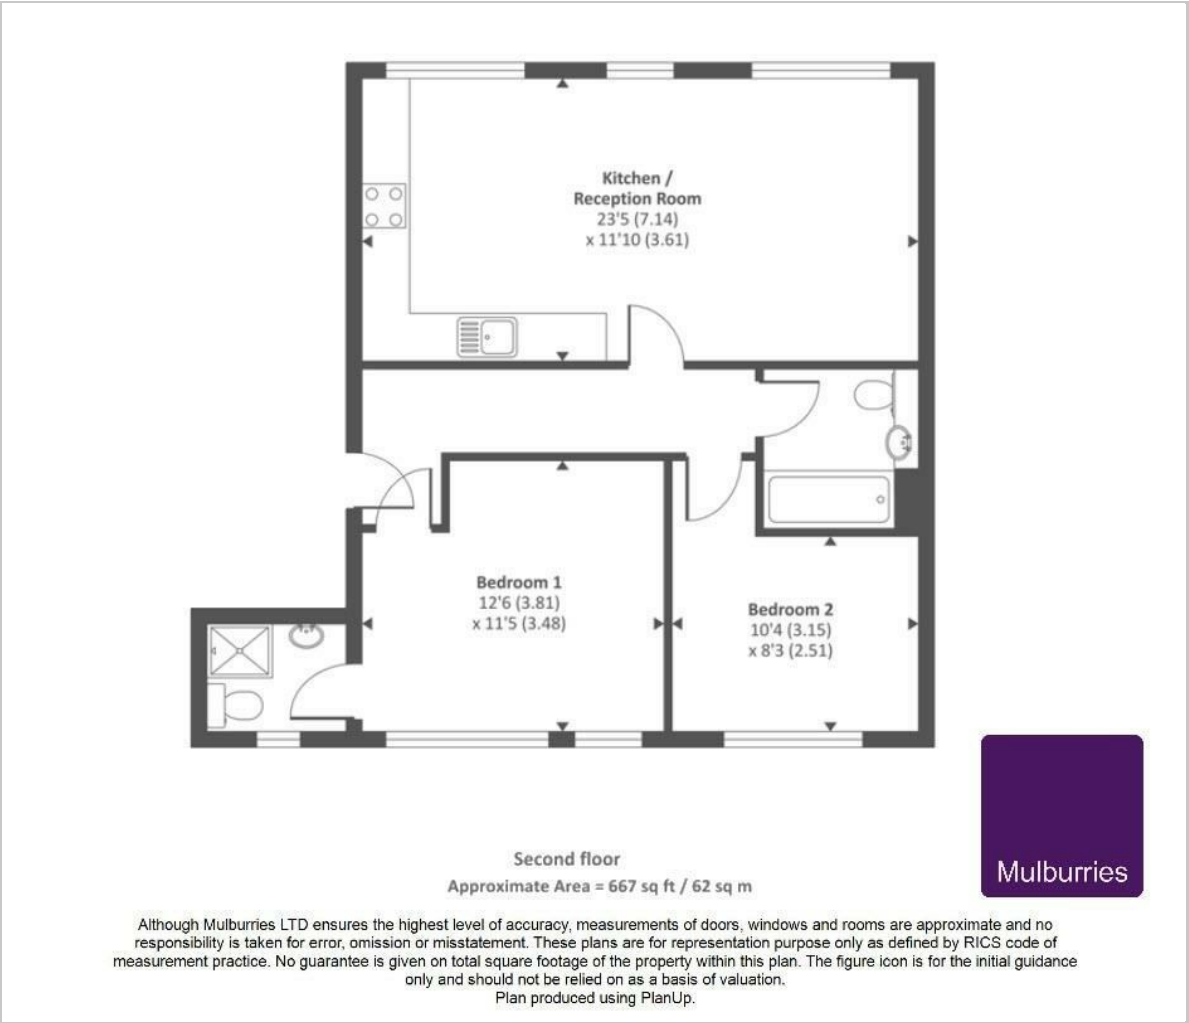 Kitchen /
Reception Room
23'5 (7.14)
x 11'10 (3.61)
Bedroom 1
12'6 (3.81)
x 11'5 (3.48)
Bedroom 2
10'4 (3.15)
x 8'3 (2.51)
Mulburries
Second floor
Approximate Area = 667 sq ft / 62 sq m
Although Mulburries LTD ensures the highest level of accuracy, measurements of doors, windows and rooms are approximate and no
responsibility is taken for error, omission or misstatement. These plans are for representation purpose only as defined by RICS code of
measurement practice. No guarantee is given on total square footage of the property within this plan. The figure icon is for the initial guidance
only and should not be relied on as a basis of valuation.
Plan produced using PlanUp.